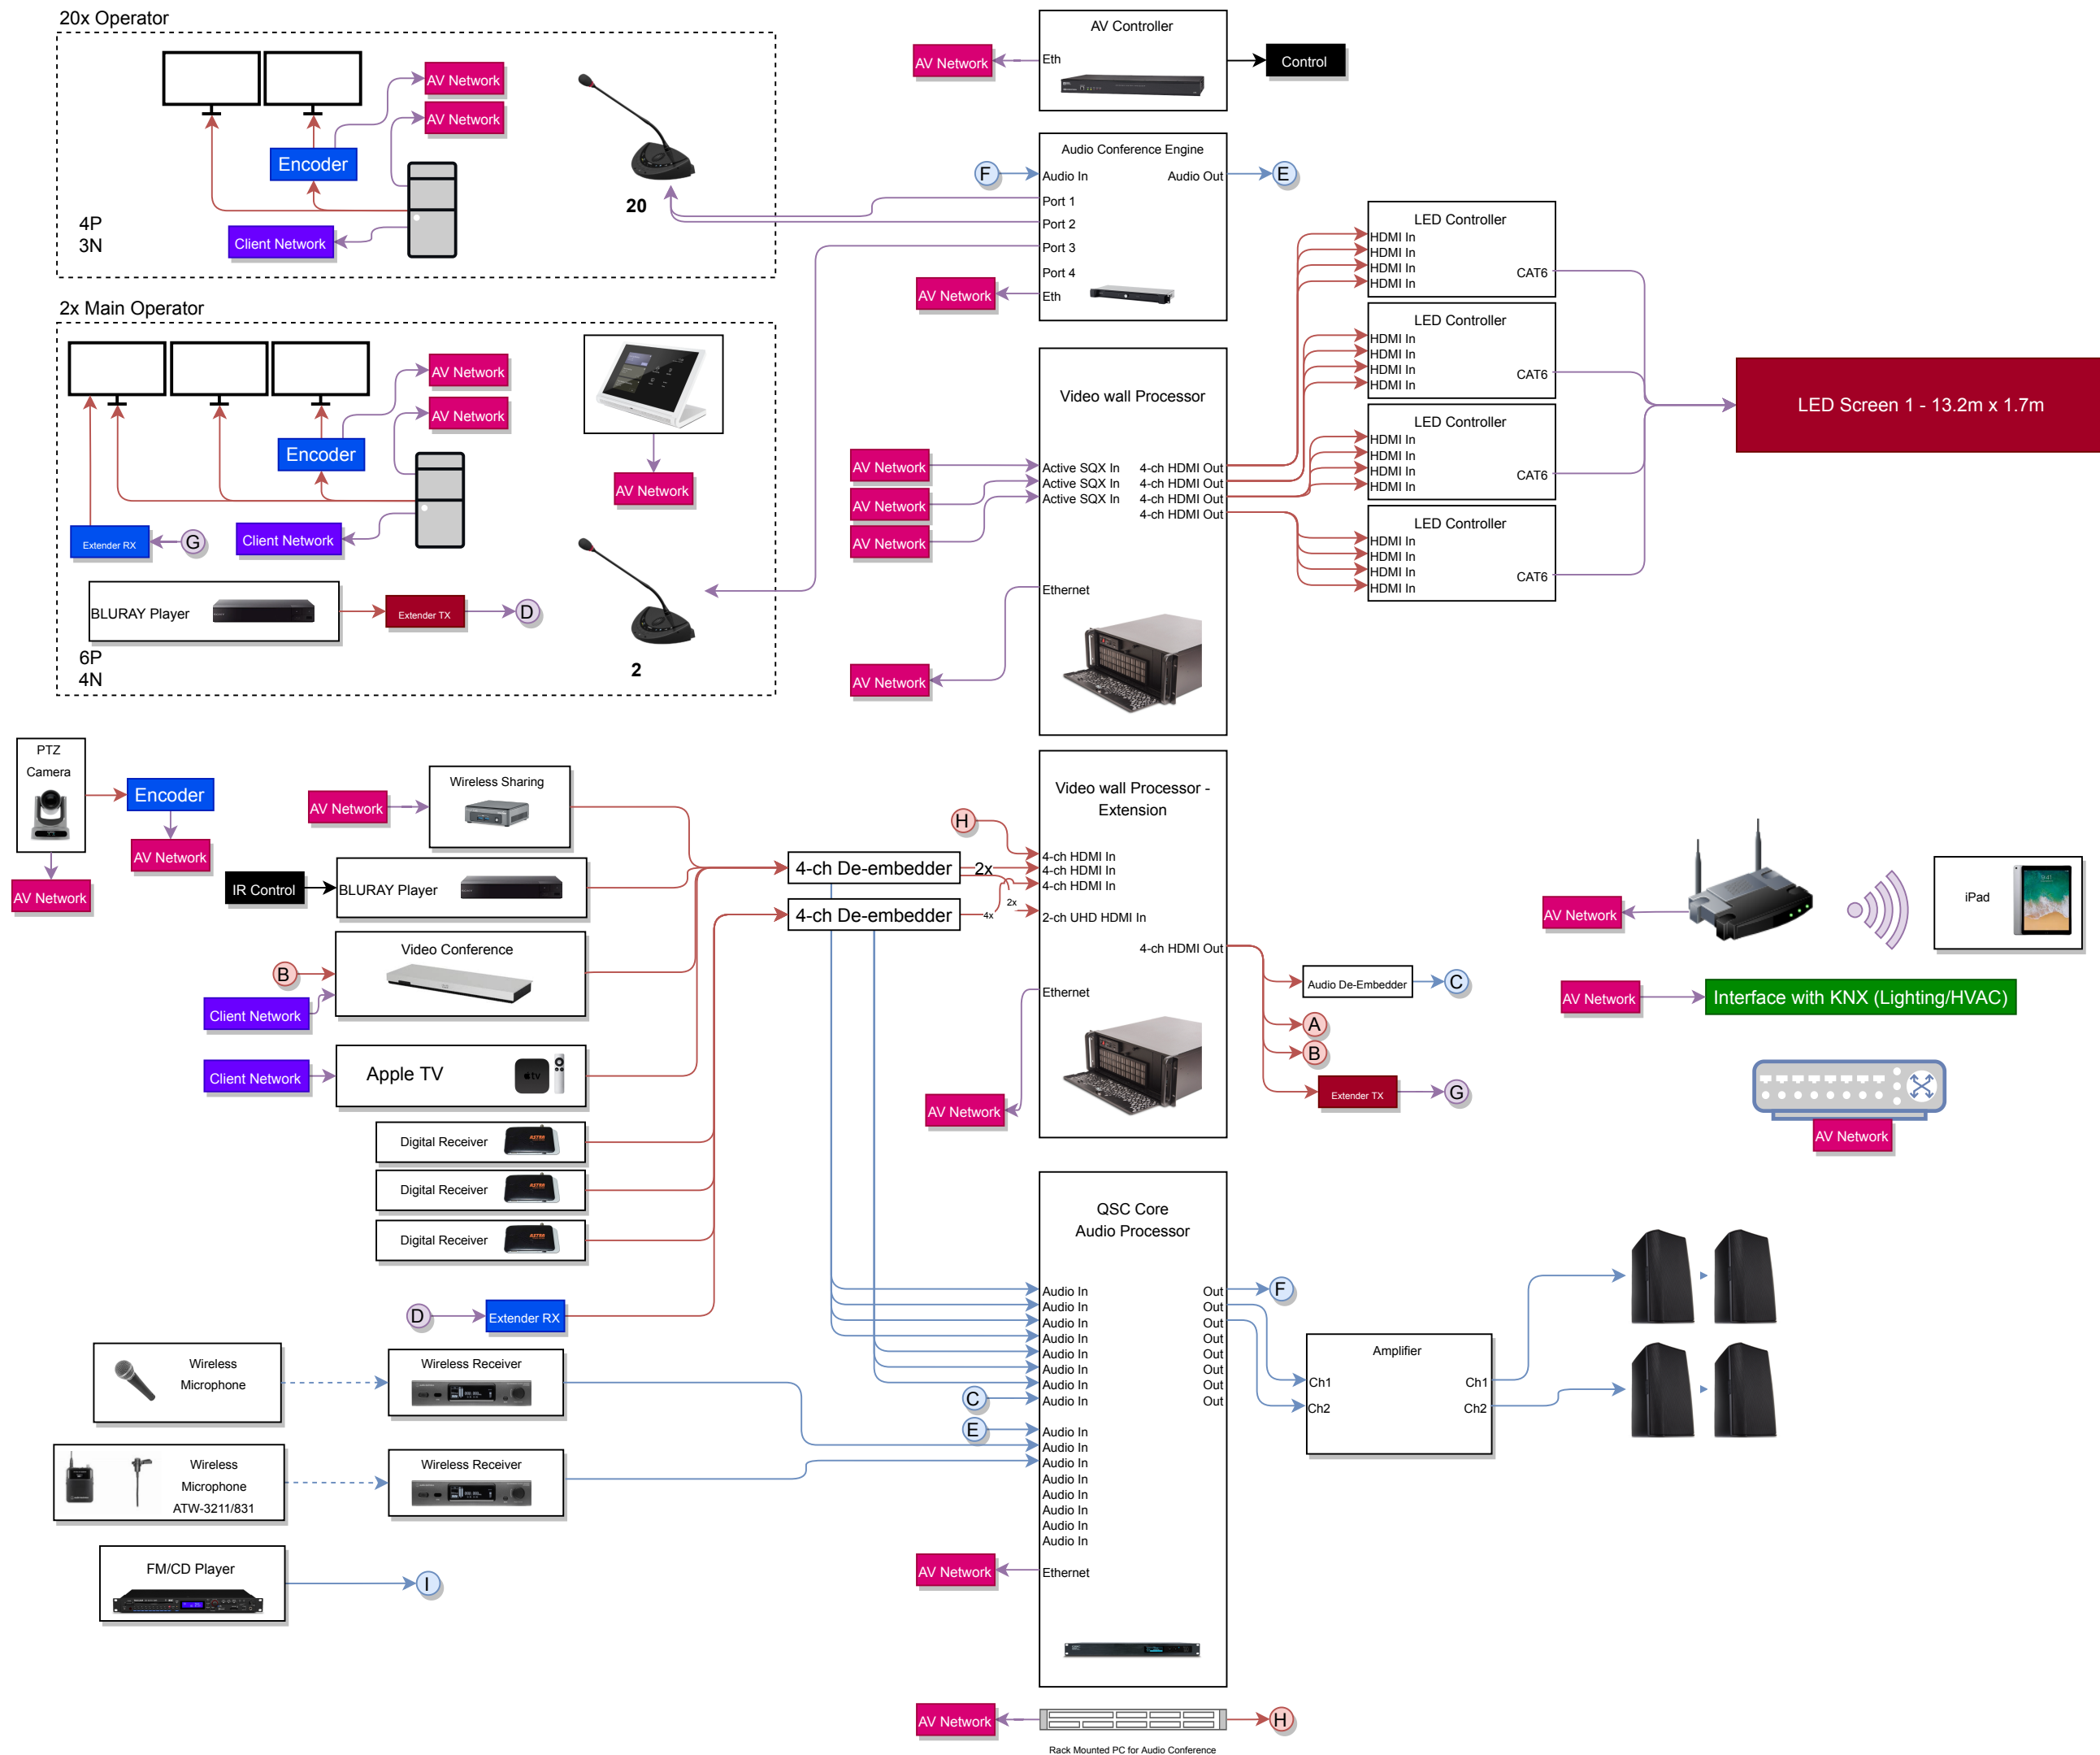 20x Operator
AV Network
AV Network
Encoder
Client Network
4P
3N
20
2x Main Operator
AV Network
AV Network
Encoder
AV Network
Extender RX
G
Client Network
BLURAY Player
Extender TX
D
6P
4N
2
AV Controller
Eth
AV Network
Control
Audio Conference Engine
F
Audio In
Audio Out
E
Port 1
Port 2
Port 3
Port 4
Eth
AV Network
Video wall Processor
AV Network
AV Network
AV Network
Active SQX In
Active SQX In
Active SQX In
4-ch HDMI Out
4-ch HDMI Out
4-ch HDMI Out
4-ch HDMI Out
Ethernet
AV Network
LED Controller
HDMI In
HDMI In
HDMI In
HDMI In
CAT6
LED Controller
HDMI In
HDMI In
HDMI In
HDMI In
CAT6
LED Controller
HDMI In
HDMI In
HDMI In
HDMI In
CAT6
LED Controller
HDMI In
HDMI In
HDMI In
HDMI In
CAT6
LED Screen 1 - 13.2m x 1.7m
PTZ
Camera
Encoder
AV Network
AV Network
AV Network
Wireless Sharing
IR Control
BLURAY Player
Video Conference
B
Client Network
Client Network
Apple TV
tv
Digital Receiver
Digital Receiver
Digital Receiver
D
Extender RX
4-ch De-embedder
4-ch De-embedder
2x
4x
2x
Video wall Processor -
Extension
H
4-ch HDMI In
4-ch HDMI In
4-ch HDMI In
2-ch UHD HDMI In
4-ch HDMI Out
Ethernet
AV Network
Audio De-Embedder
C
A
B
Extender TX
G
AV Network
iPad
AV Network
Interface with KNX (Lighting/HVAC)
AV Network
QSC Core
Audio Processor
Audio In
Audio In
Audio In
Audio In
Audio In
Audio In
Audio In
Audio In
C
E
Audio In
Audio In
Audio In
Audio In
Audio In
Audio In
Audio In
Audio In
Out
Out
Out
Out
Out
Out
Out
Out
F
Ethernet
AV Network
Amplifier
Ch1
Ch2
Ch1
Ch2
Wireless
Microphone
Wireless Receiver
Wireless
Microphone
ATW-3211/831
Wireless Receiver
FM/CD Player
I
AV Network
H
Rack Mounted PC for Audio Conference